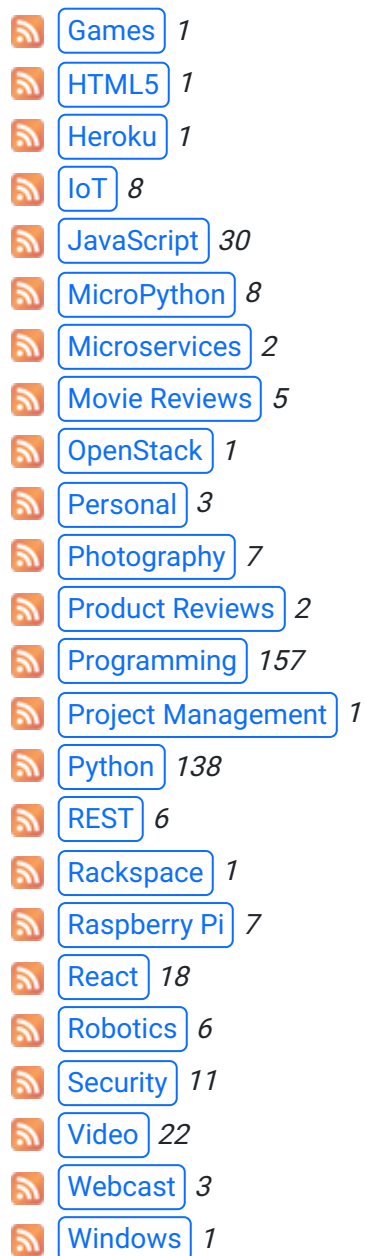 Games 1
HTML5 1
Heroku 1
IoT 8
JavaScript 30
MicroPython 8
Microservices 2
Movie Reviews 5
OpenStack 1
Personal 3
Photography 7
Product Reviews 2
Programming 157
Project Management 1
Python 138
REST 6
Rackspace 1
Raspberry Pi 7
React 18
Robotics 6
Security 11
Video 22
Webcast 3
Windows 1